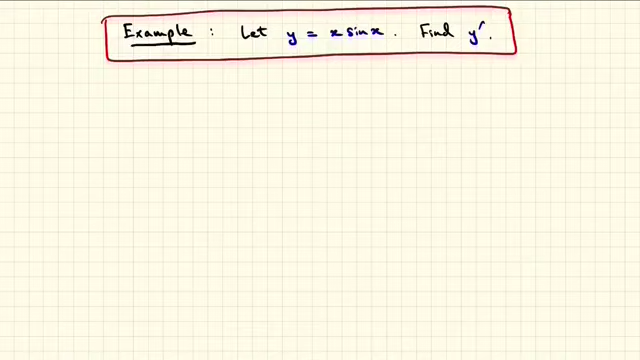 Example : Let y = x sin x . Find y' .